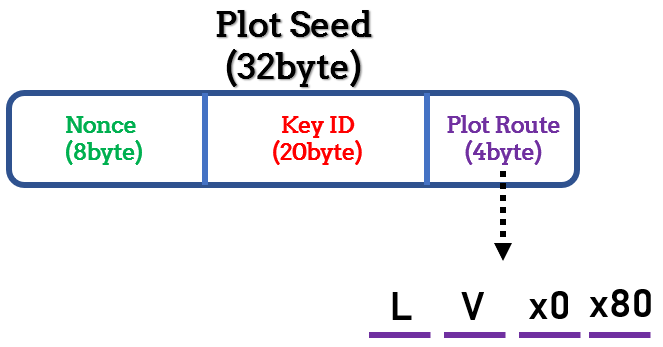 Plot Seed
(32byte)
Nonce
(8byte)
Key ID
(20byte)
Plot Route
(4byte)
L V x0 x80